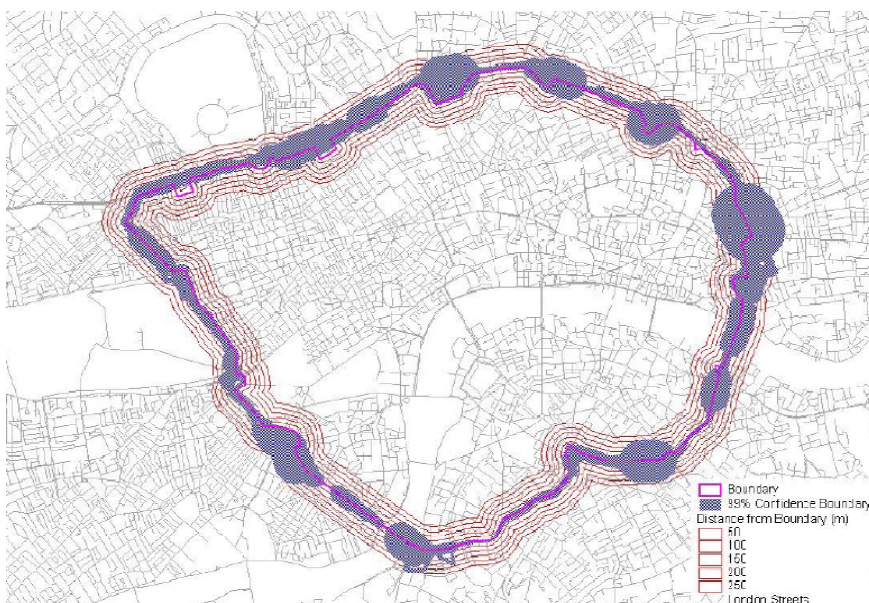 Boundary
99% Confidence Boundary
Distance from Boundary (m)
50
100
150
200
250
London Streets